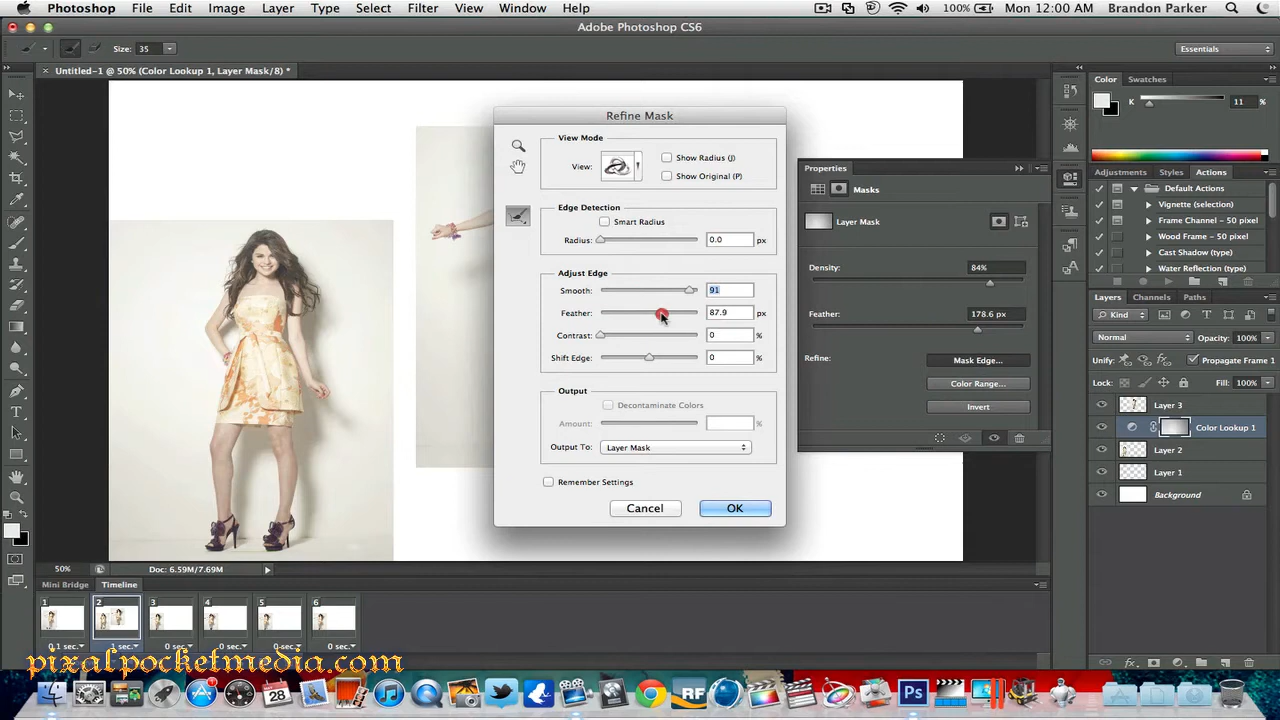 Photoshop File Edit Image Layer Type Select Filter View Window Help 100% Mon 12:00 AM Brandon Parker
Adobe Photoshop CS6
Size: 35 Essentials
Untitled-1 @ 50% (Color Lookup 1, Layer Mask/8) *
Color Swatches
K 11 %
Refine Mask
View Mode
View: Show Radius (J)
Show Original (P)
Edge Detection
Smart Radius
Radius: 0.0 px
Adjust Edge
Smooth: 91
Feather: 87.9 px
Contrast: 0 %
Shift Edge: 0 %
Output
Decontaminate Colors
Amount: %
Output To: Layer Mask
Remember Settings
Cancel OK
Properties
Masks
Layer Mask
Density: 84%
Feather: 178.6 px
Refine: Mask Edge...
Color Range...
Invert
Adjustments Styles Actions
Default Actions
Vignette (selection)
Frame Channel - 50 pixel
Wood Frame - 50 pixel
Cast Shadow (type)
Water Reflection (type)
Layers Channels Paths
Kind
Normal Opacity: 100%
Unify: Propagate Frame 1
Lock: Fill: 100%
Layer 3
Color Lookup 1
Layer 2
Layer 1
Background
50% Doc: 6.59M/7.69M
Mini Bridge Timeline
1 2 3 4 5 6
0.1 sec. 1 sec. 0 sec. 0 sec. 0 sec. 0 sec.
pixalpocketmedia.com
28
RF
Ps